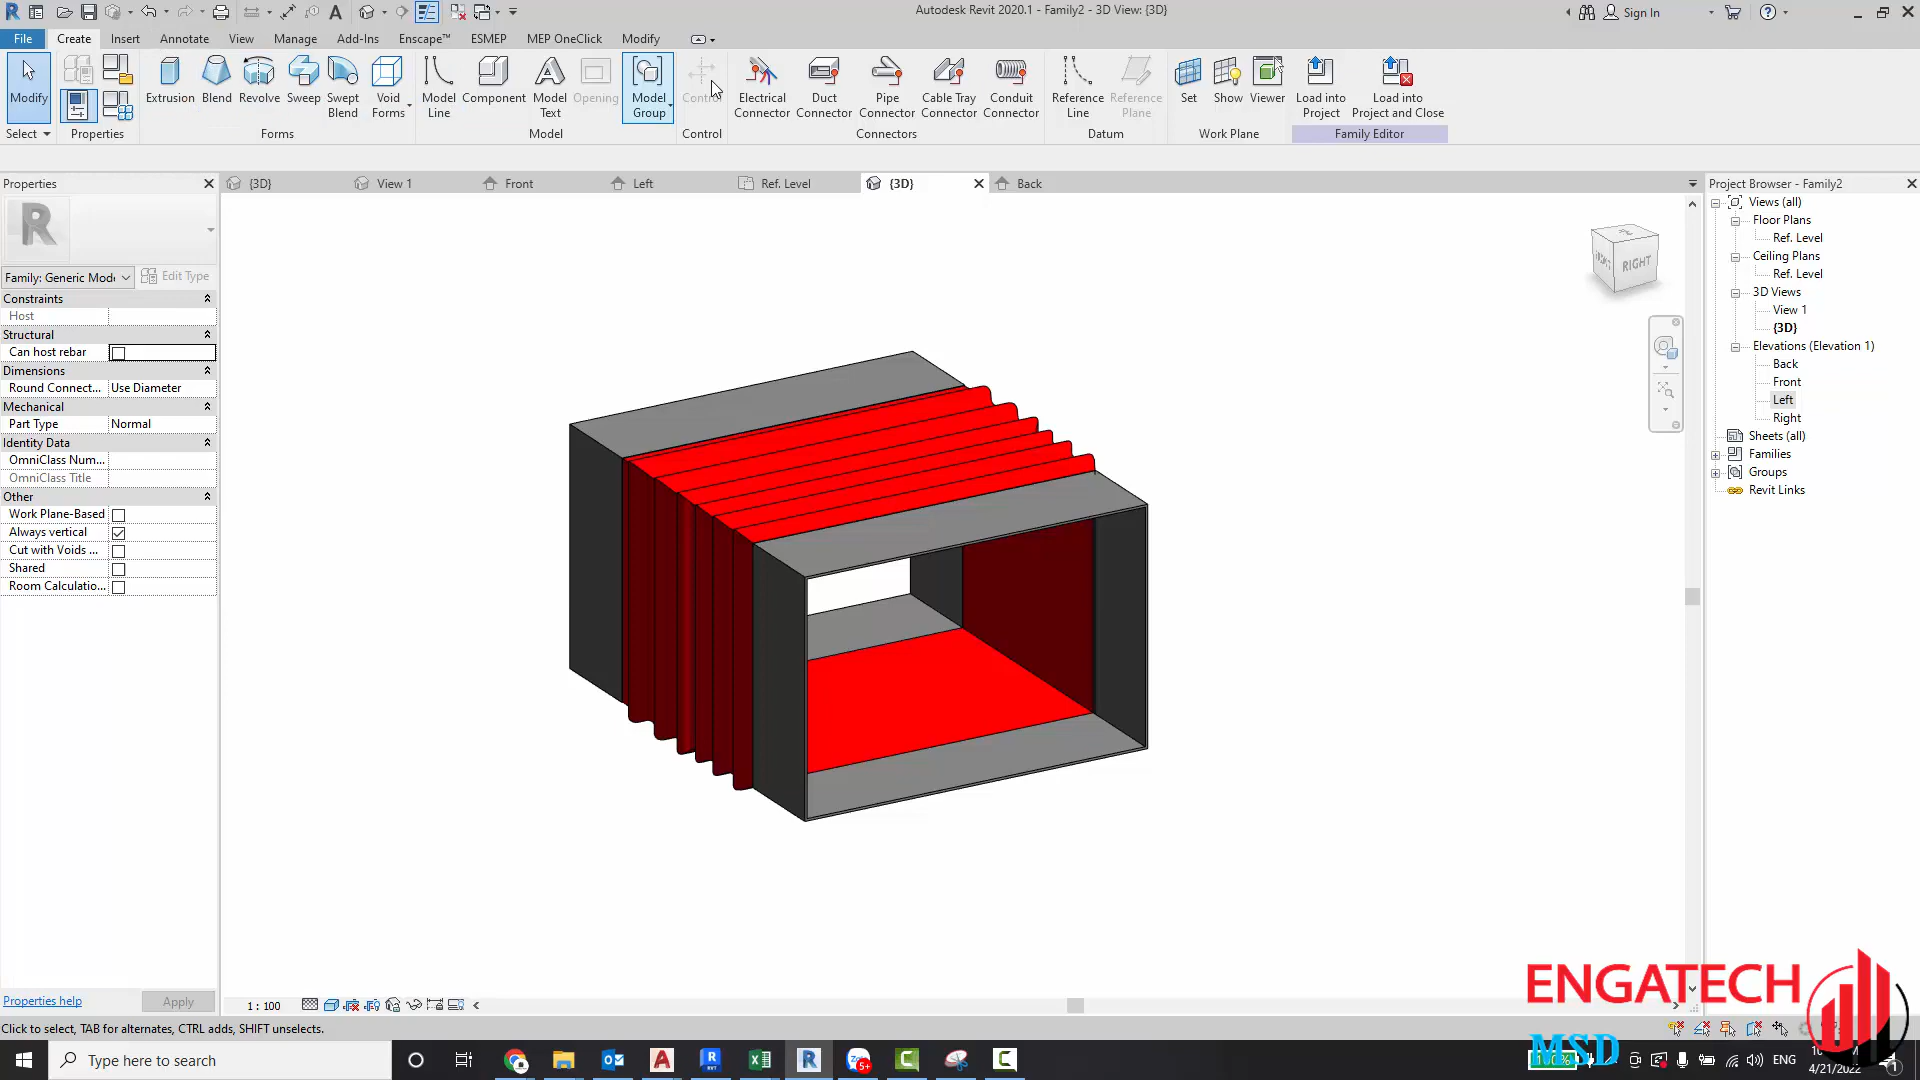 Autodesk Revit 2020.1 - Family2 - 3D View: {3D}
Sign In
File
Create
Insert
Annotate
View
Manage
Add-Ins
Enscape™
ESMEP
MEP OneClick
Modify
Modify
Extrusion
Blend
Revolve
Sweep
Swept
Blend
Void
Forms
Model
Line
Component
Model
Text
Opening
Model
Group
Control
Electrical
Connector
Duct
Connector
Pipe
Connector
Cable Tray
Connector
Conduit
Connector
Reference
Line
Reference
Plane
Set
Show
Viewer
Load into
Project
Load into
Project and Close
Select
Properties
Forms
Model
Control
Connectors
Datum
Work Plane
Family Editor
Properties
{3D}
View 1
Front
Left
Ref. Level
{3D}
Back
Project Browser - Family2
Family: Generic Mode
Edit Type
Constraints
Host
Structural
Can host rebar
Dimensions
Round Connect... Use Diameter
Mechanical
Part Type Normal
Identity Data
OmniClass Num...
OmniClass Title
Other
Work Plane-Based
Always vertical
Cut with Voids ...
Shared
Room Calculatio...
Properties help
Apply
RIGHT
Views (all)
Floor Plans
Ref. Level
Ceiling Plans
Ref. Level
3D Views
View 1
{3D}
Elevations (Elevation 1)
Back
Front
Left
Right
Sheets (all)
Families
Groups
Revit Links
1 : 100
Click to select, TAB for alternates, CTRL adds, SHIFT unselects.
ENGATECH
MSD
Type here to search
5+
ENG
4/21/2022
1